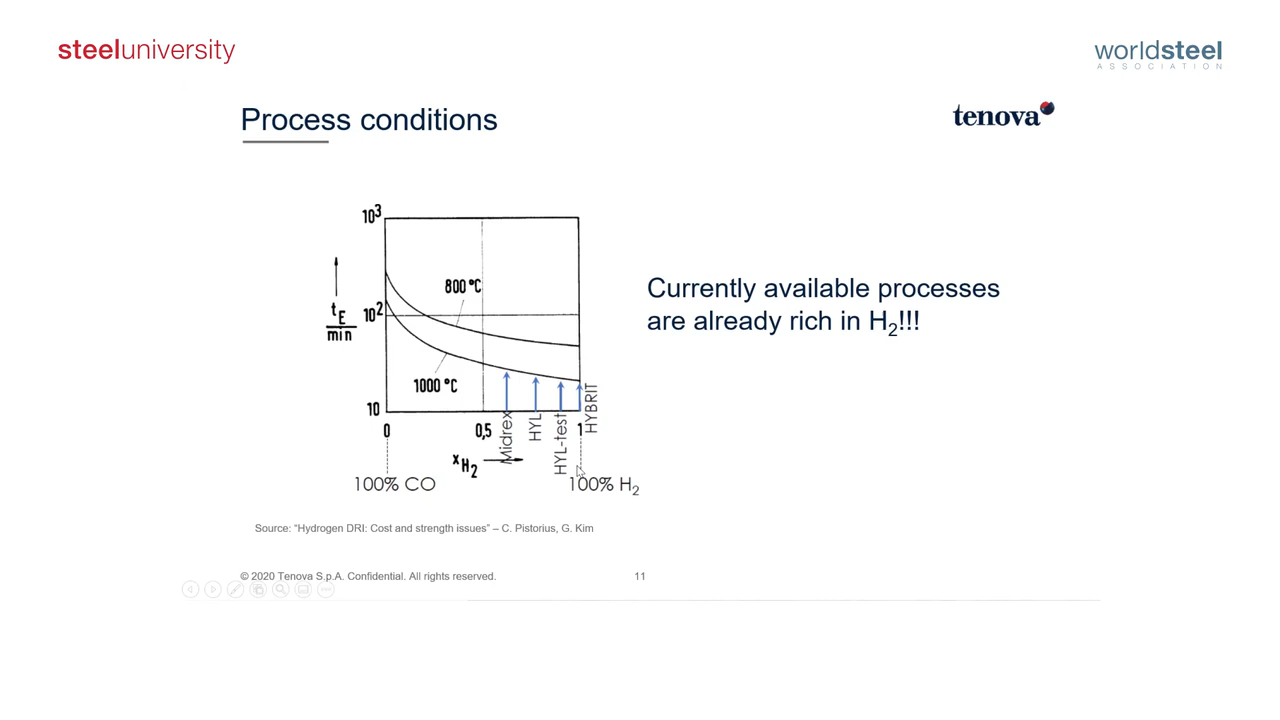 steeluniversity
worldsteel
ASSOCIATION
Process conditions
tenova
10³
800 °C
tE
min
10²
1000 °C
10
0
0,5
1
Midrex
HYL
HYL-test
HYBRIT
xH₂
100% CO
100% H₂
Currently available processes
are already rich in H₂!!!
Source: "Hydrogen DRI: Cost and strength issues" – C. Pistorius, G. Kim
© 2020 Tenova S.p.A. Confidential. All rights reserved.
11